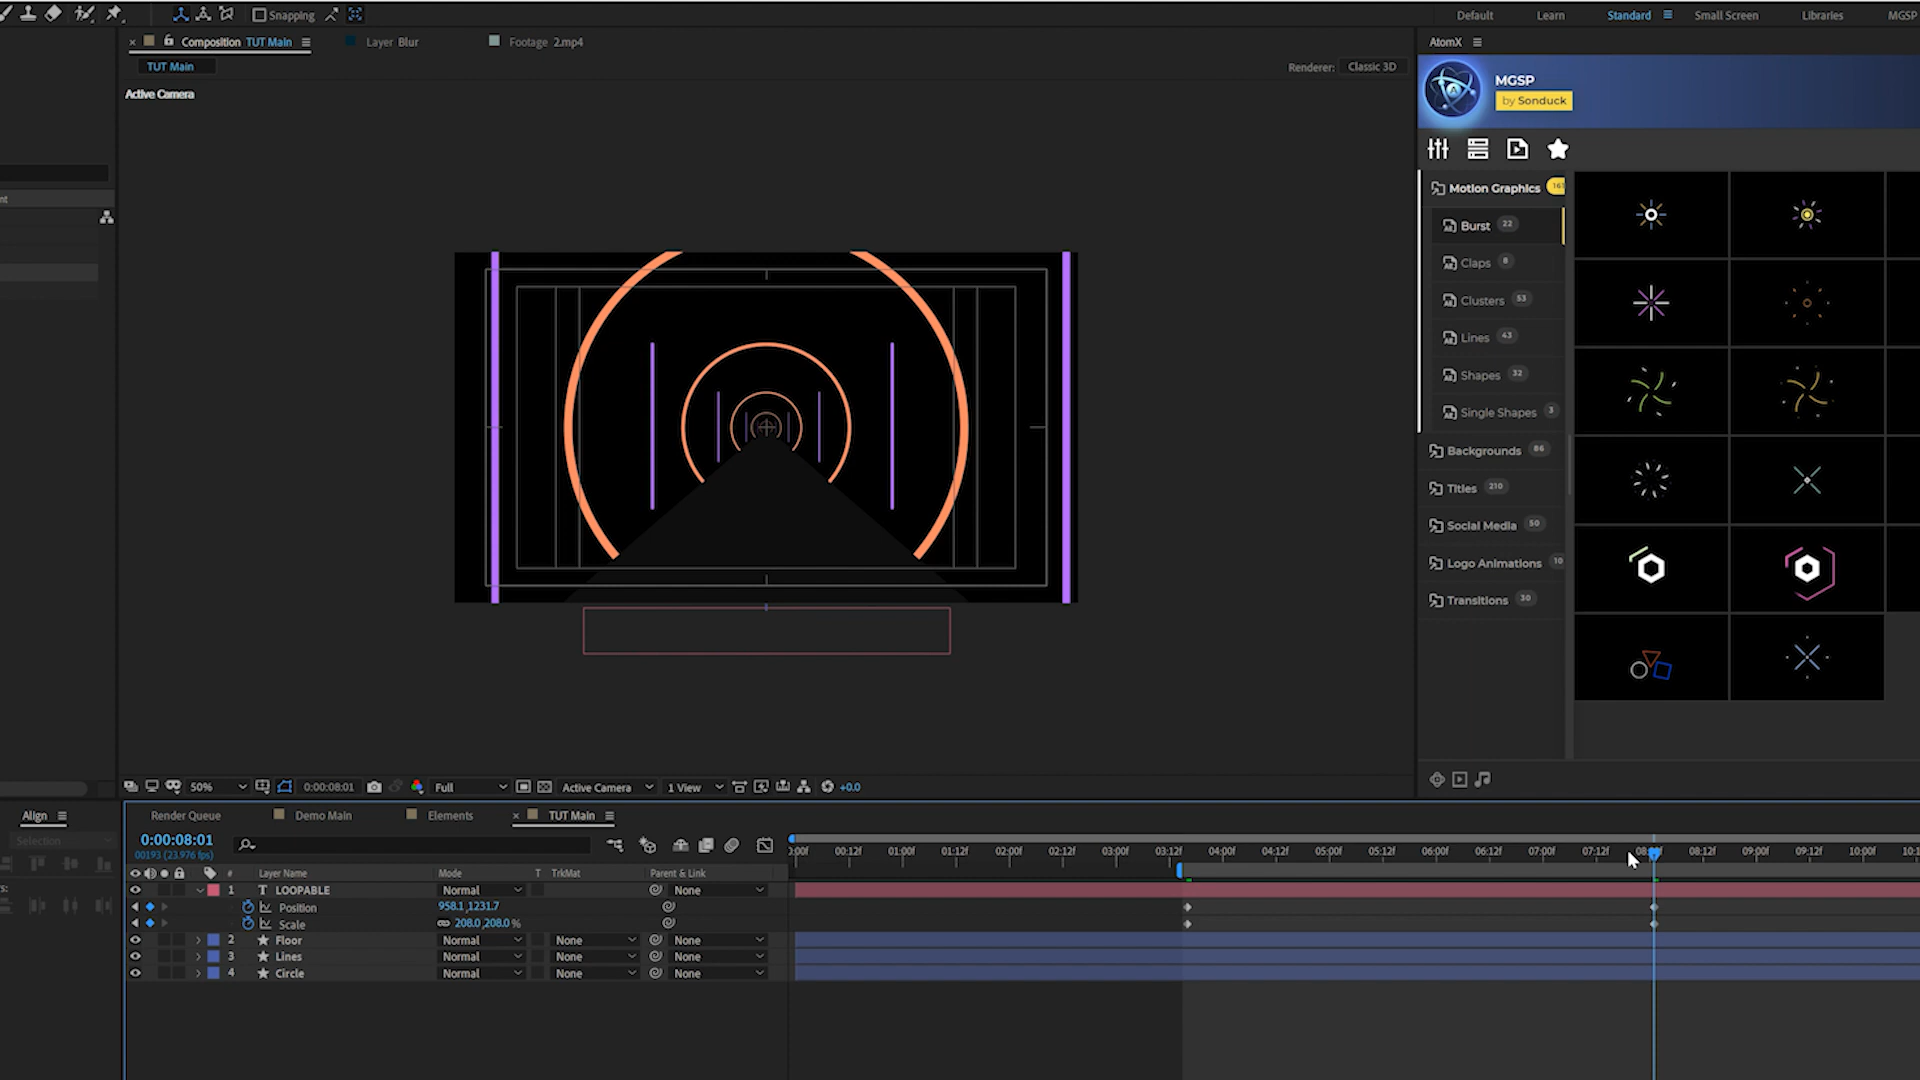 Snapping
Default
Learn
Standard
Small Screen
Libraries
MGSP
Composition TUT Main
Layer Blur
Footage 2.mp4
AtomX
TUT Main
Renderer:
Classic 3D
Active Camera
MGSP
by Sonduck
nt
Motion Graphics
161
Burst 22
Claps 8
Clusters 53
Lines 43
Shapes 32
Single Shapes 3
Backgrounds 86
Titles 210
Social Media 50
Logo Animations 10
Transitions 30
50%
0:00:08:01
Full
Active Camera
1 View
+0.0
Align
Selection
s:
Render Queue
Demo Main
Elements
TUT Main
0:00:08:01
00193 (23.976 fps)
0:00f
00:12f
01:00f
01:12f
02:00f
02:12f
03:00f
03:12f
04:00f
04:12f
05:00f
05:12f
06:00f
06:12f
07:00f
07:12f
08:12f
09:00f
09:12f
10:00f
10:1
#
Layer Name
Mode
T TrkMat
Parent & Link
1 T LOOPABLE
Normal
None
Position
958.1,1231.7
Scale
208.0,208.0%
2 Floor
Normal
None
None
3 Lines
Normal
None
None
4 Circle
Normal
None
None